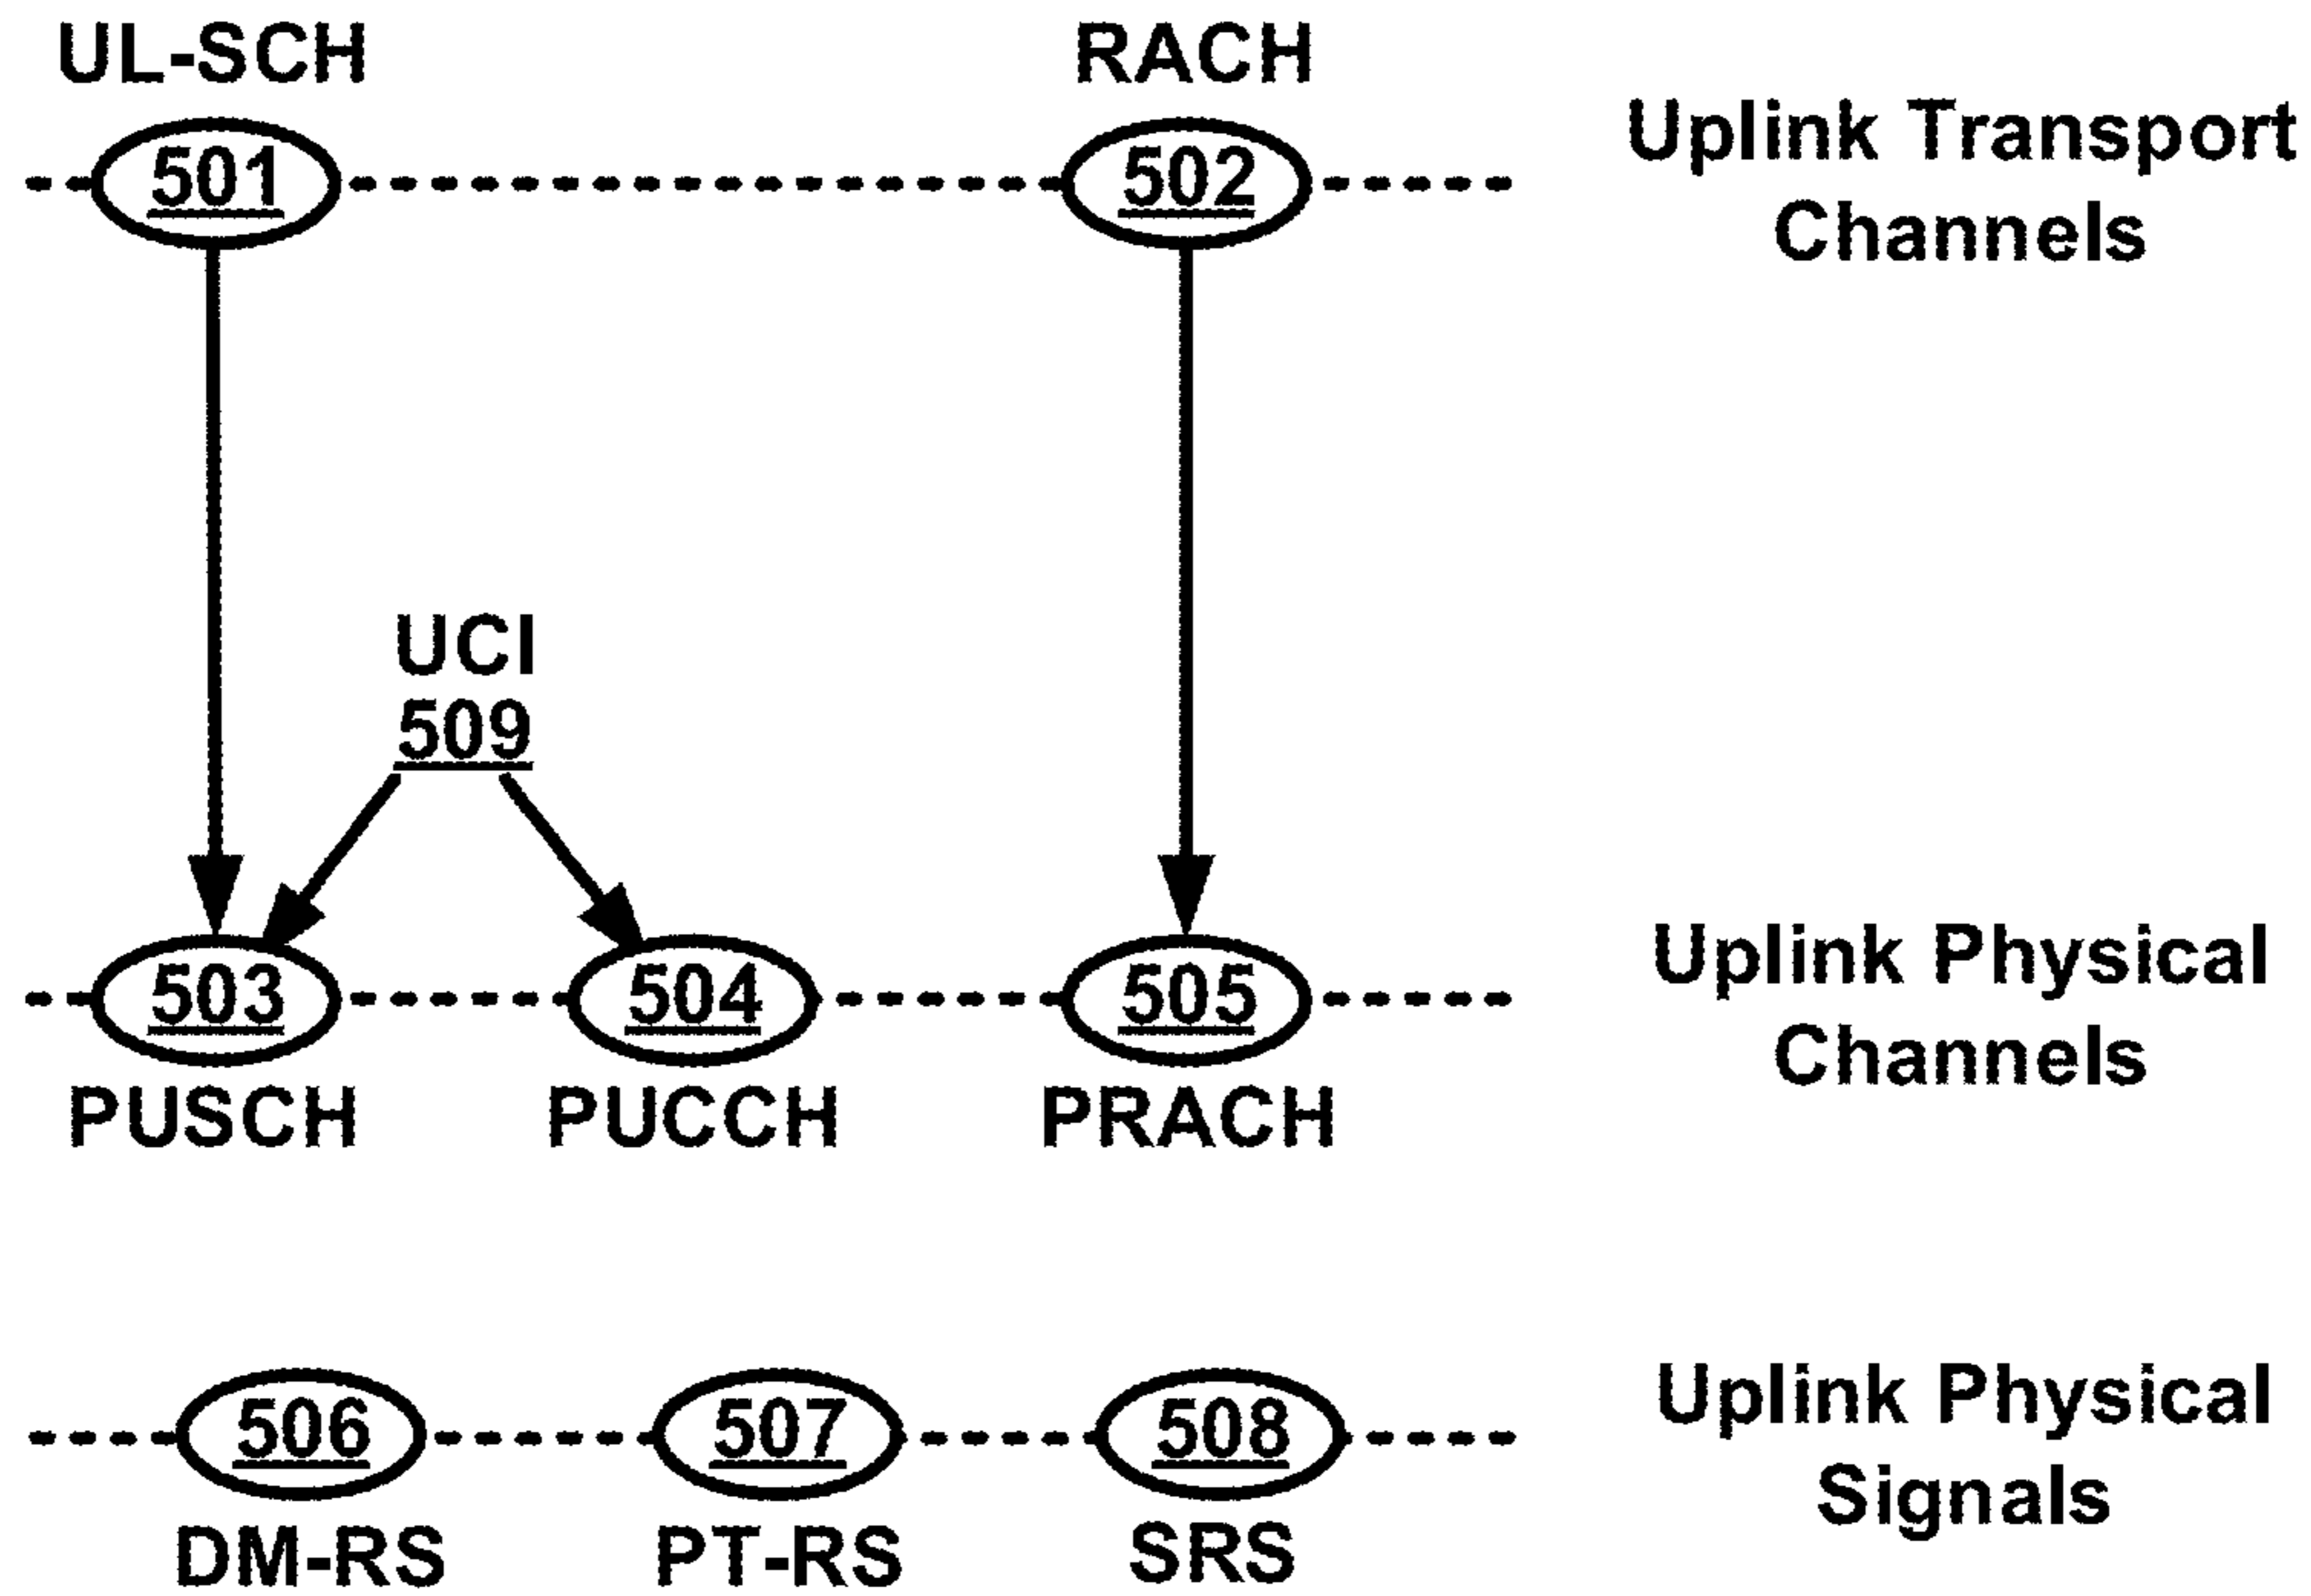 UL-SCH
RACH
501
502
Uplink Transport
Channels
UCI
509
503
504
505
Uplink Physical
Channels
PUSCH
PUCCH
PRACH
506
507
508
Uplink Physical
Signals
DM-RS
PT-RS
SRS